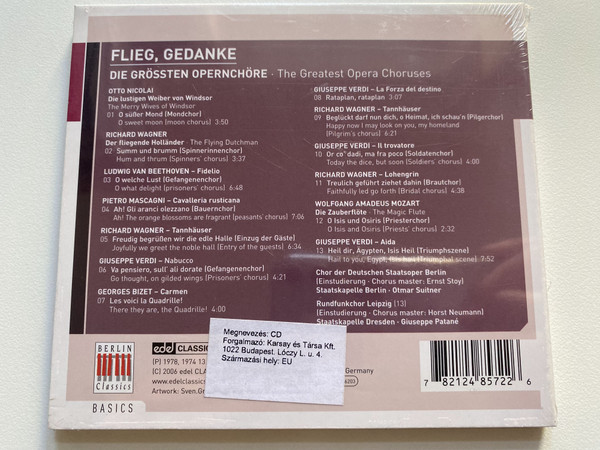 FLIEG, GEDANKE
DIE GRÖSSTEN OPERNCHÖRE · The Greatest Opera Choruses
OTTO NICOLAI
Die lustigen Weiber von Windsor
The Merry Wives of Windsor
01 O süßer Mond (Mondchor)
O sweet moon (moon chorus) 3:50
RICHARD WAGNER
Der fliegende Holländer · The Flying Dutchman
02 Summ und brumm (Spinnerinnenchor)
Hum and thrum (Spinners' chorus) 3:37
LUDWIG VAN BEETHOVEN – Fidelio
03 O welche Lust (Gefangenenchor)
O what delight (prisoners' chorus) 6:48
PIETRO MASCAGNI – Cavalleria rusticana
04 Ah! Gli aranci olezzano (Bauernchor)
Ah! The orange blossoms are fragrant (peasants' chorus) 7:06
RICHARD WAGNER – Tannhäuser
05 Freudig begrüßen wir die edle Halle (Einzug der Gäste)
Joyfully we greet the noble hall (Entry of the guests) 6:34
GIUSEPPE VERDI – Nabucco
06 Va pensiero, sull' ali dorate (Gefangenenchor)
Go thought, on gilded wings (Prisoners' chorus) 4:21
GEORGES BIZET – Carmen
07 Les voici la Quadrille!
There they are, the Quadrille! 4:00
GIUSEPPE VERDI – La Forza del destino
08 Rataplan, rataplan 3:07
RICHARD WAGNER – Tannhäuser
09 Beglückt darf nun dich, o Heimat, ich schau'n (Pilgerchor)
Happy now I may look on you, my homeland
(Pilgrim's chorus) 6:21
GIUSEPPE VERDI – Il trovatore
10 Or co' dadi, ma fra poco (Soldatenchor)
Today the dice, but soon (Soldiers' chorus) 4:00
RICHARD WAGNER – Lohengrin
11 Treulich geführt ziehet dahin (Brautchor)
Faithfully led go forth (Bridal chorus) 4:38
WOLFGANG AMADEUS MOZART
Die Zauberflöte · The Magic Flute
12 O Isis und Osiris (Priesterchor)
O Isis and Osiris (Priests' chorus) 2:40
GIUSEPPE VERDI – Aida
13 Heil dir, Ägypten, Isis Heil (Triumphszene)
Hail to you, Egypt, Isis hail (Triumphal scene) 7:52
Chor der Deutschen Staatsoper Berlin
(Einstudierung · Chorus master: Ernst Stoy)
Staatskapelle Berlin · Otmar Suitner
Rundfunkchor Leipzig (13)
(Einstudierung · Chorus master: Horst Neumann)
Staatskapelle Dresden · Giuseppe Patané
BERLIN
Classics
BASICS
edel CLASSIC
(P) 1978, 1974 13
(C) 2006 edel CLA
www.edelclassics
Artwork: Sven.Gr
Germany
Megnevezés: CD
Forgalmazó: Karsay és Társa Kft.
1022 Budapest. Lóczy L. u. 4.
Származási hely: EU
7 82124 85722 6